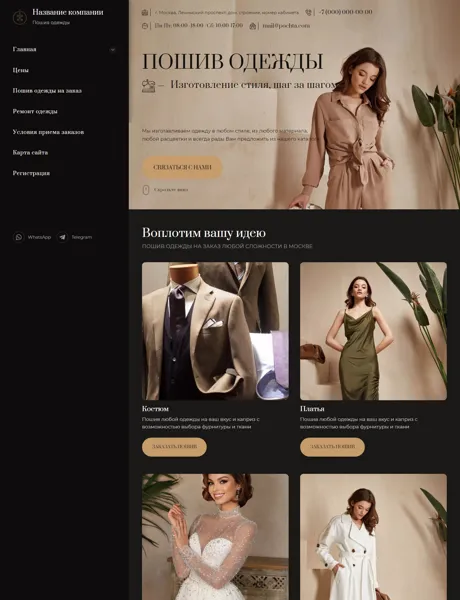 Название компании
Пошив одежды
Главная
Цены
Пошив одежды на заказ
Ремонт одежды
Условия приема заказов
Карта сайта
Регистрация
WhatsApp
Telegram
г. Москва, Ленинский проспект, дом, строение, номер кабинета
+7 (000) 000-00-00
Пн-Пт: 08:00-18:00 / Сб: 10:00-17:00
mail@pochta.com
ПОШИВ ОДЕЖДЫ
— Изготовление стиля, шаг за шагом
Мы изготавливаем одежду в любом стиле, из любого материала,
любой расцветки и всегда рады Вам предложить из нашего
СВЯЗАТЬСЯ С НАМИ
Воплотим вашу идею
ПОШИВ ОДЕЖДЫ НА ЗАКАЗ ЛЮБОЙ СЛОЖНОСТИ В МОСКВЕ
Костюм
Пошив любой одежды на ваш вкус и каприз с
возможностью выбора фурнитуры и ткани
ЗАКАЗАТЬ ПОШИВ
Платья
Пошив любой одежды на ваш вкус и каприз с
возможностью выбора фурнитуры и ткани
ЗАКАЗАТЬ ПОШИВ